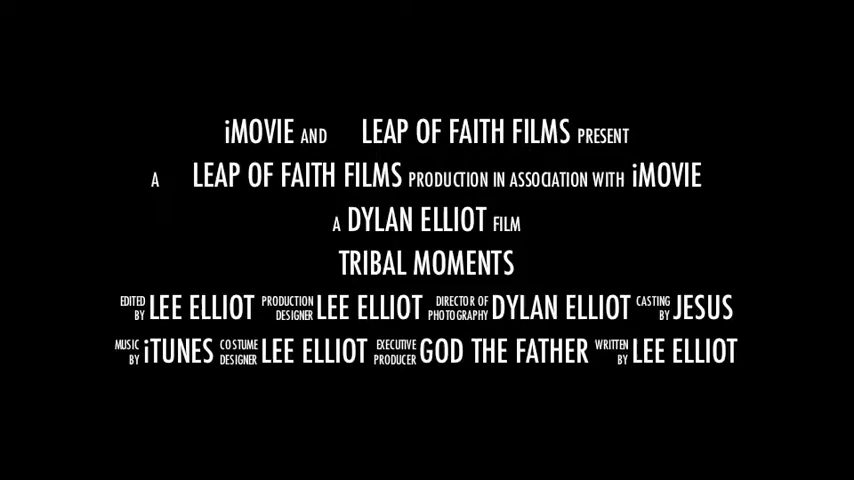 iMOVIE AND LEAP OF FAITH FILMS PRESENT
A LEAP OF FAITH FILMS PRODUCTION IN ASSOCIATION WITH iMOVIE
A DYLAN ELLIOT FILM
TRIBAL MOMENTS
EDITED BY LEE ELLIOT PRODUCTION DESIGNER LEE ELLIOT DIRECTOR OF PHOTOGRAPHY DYLAN ELLIOT CASTING BY JESUS
MUSIC BY iTUNES COSTUME DESIGNER LEE ELLIOT EXECUTIVE PRODUCER GOD THE FATHER WRITTEN BY LEE ELLIOT